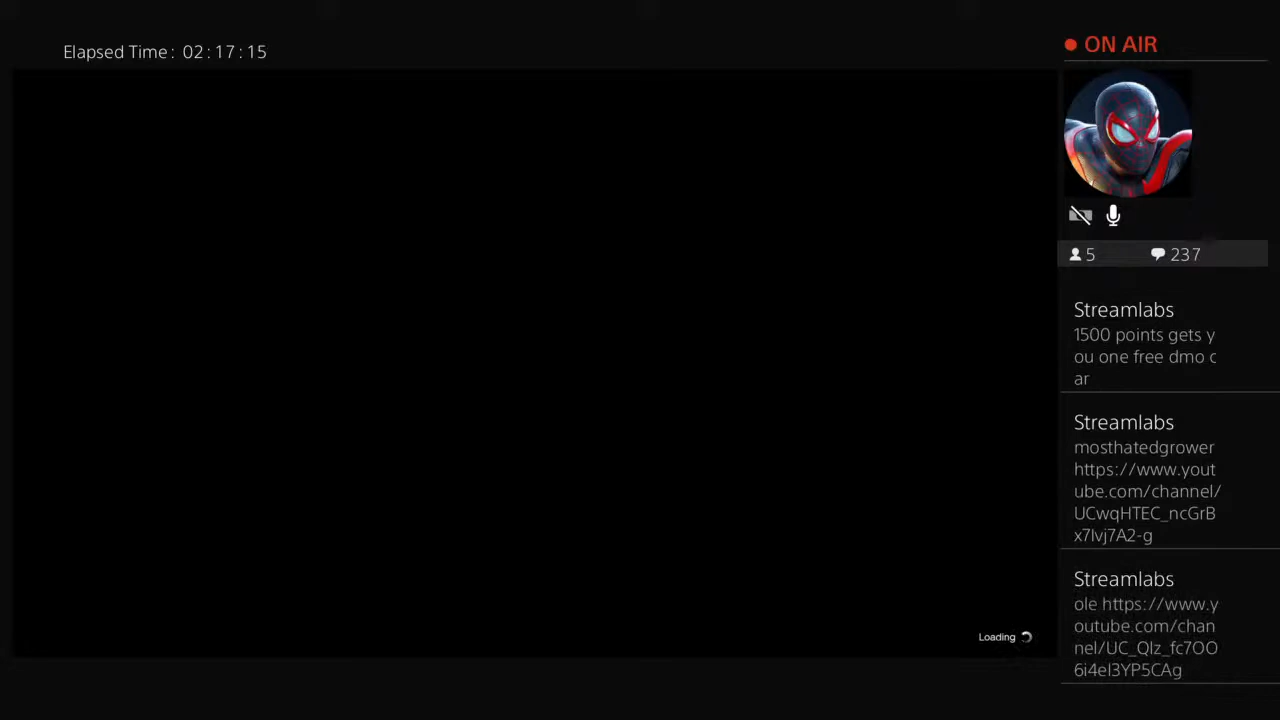 Elapsed Time: 02:17:15
ON AIR
5 237
Streamlabs
1500 points gets y
ou one free dmo c
ar
Streamlabs
mosthatedgrower
https://www.yout
ube.com/channel/
UCwqHTEC_ncGrB
x7Ivj7A2-g
Streamlabs
ole https://www.y
outube.com/chan
nel/UC_Qlz_fc7OO
6i4eI3YP5CAg
Loading